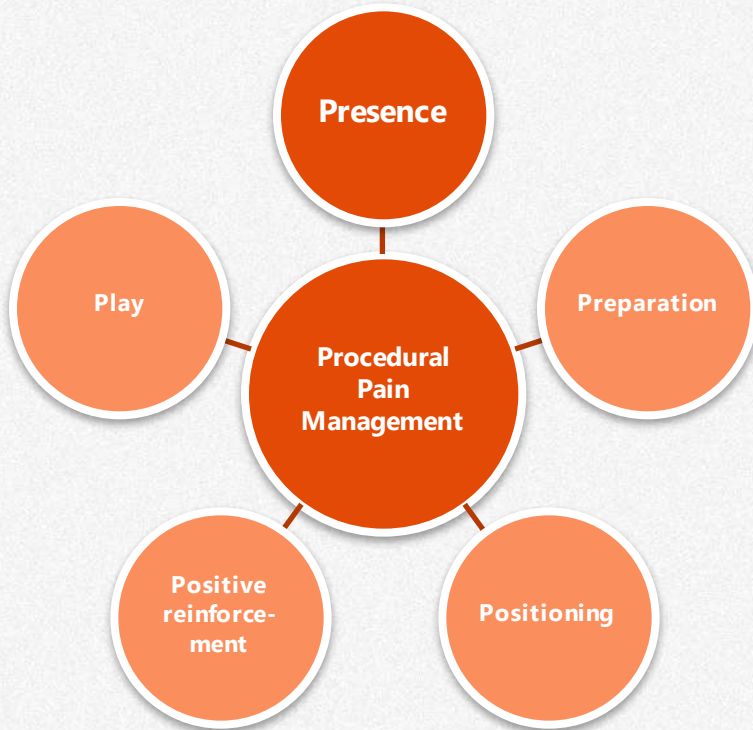 Presence
Play
Preparation
Procedural
Pain
Management
Positive
reinforce-
ment
Positioning